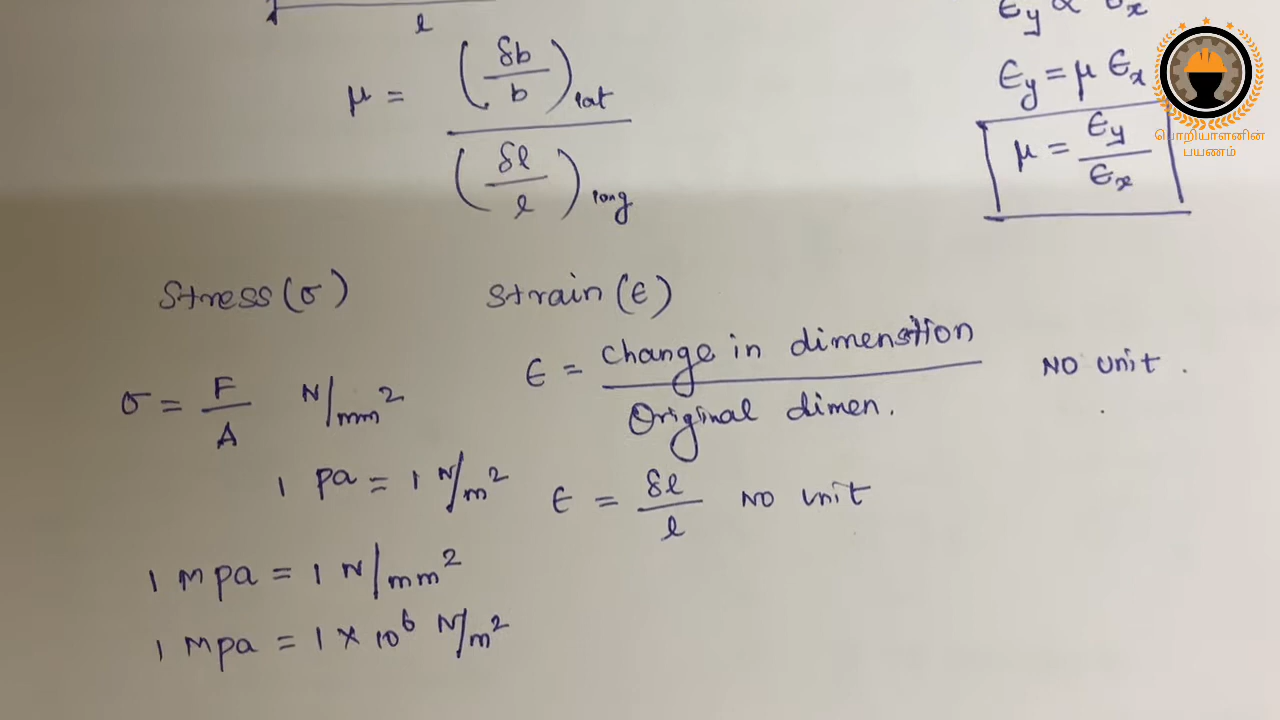 l
μ = (δb/b)lat / (δl/l)long
ϵy ∝ ϵx
ϵy = μ ϵx
μ = ϵy/ϵx
பொறியாளனின்
பயணம்
Stress (σ)
Strain (ϵ)
σ = F/A N/mm²
1 pa = 1 N/m²
1 Mpa = 1 N/mm²
1 Mpa = 1 × 10⁶ N/m²
ϵ = Change in dimenstion / Original dimen.
NO unit.
ϵ = δl/l NO unit